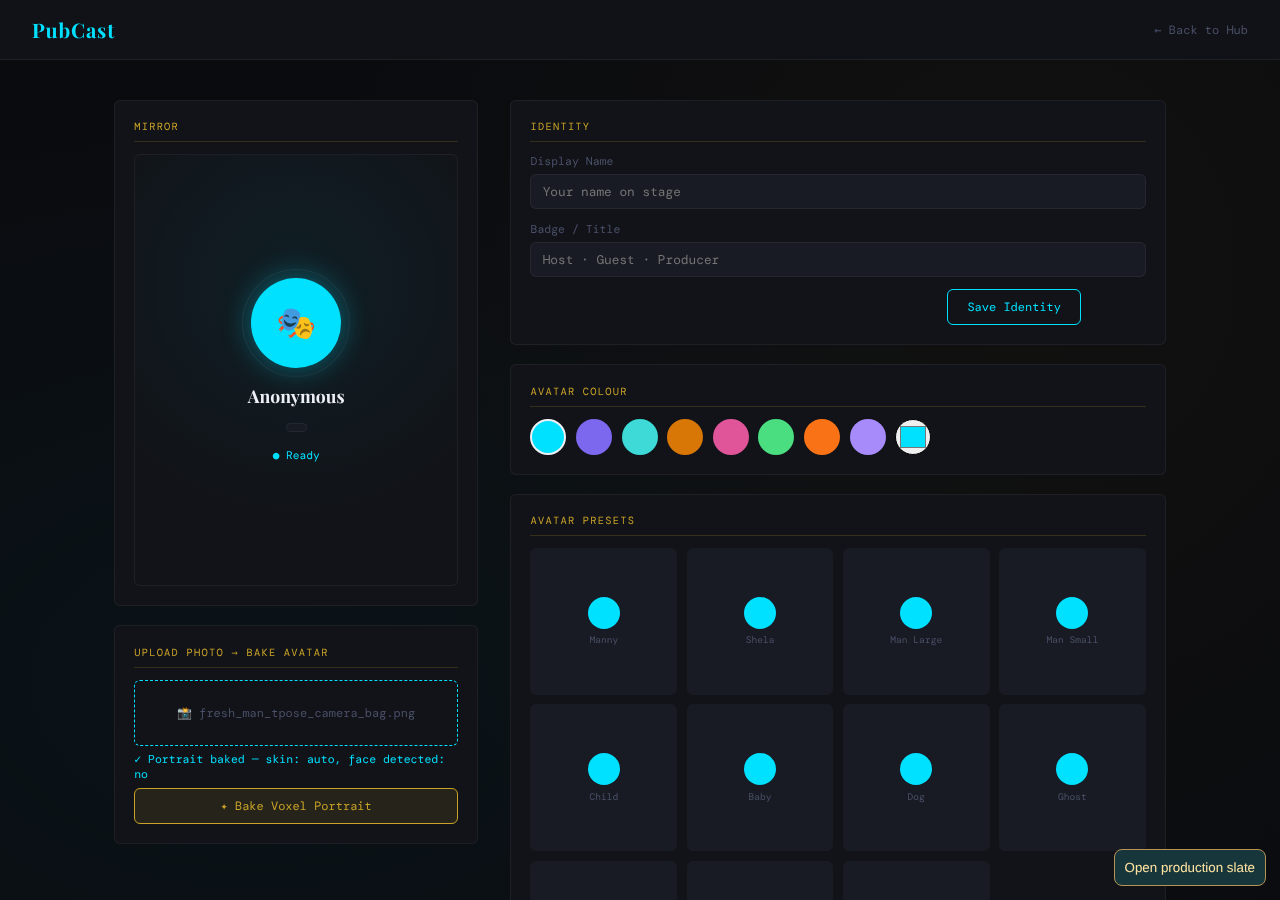 PubCast
← Back to Hub
MIRROR
Anonymous
● Ready
UPLOAD PHOTO → BAKE AVATAR
📸 fresh_man_tpose_camera_bag.png
✓ Portrait baked — skin: auto, face detected:
no
✦ Bake Voxel Portrait
IDENTITY
Display Name
Your name on stage
Badge / Title
Host · Guest · Producer
Save Identity
AVATAR COLOUR
AVATAR PRESETS
Manny
Shela
Man Large
Man Small
Child
Baby
Dog
Ghost
Open production slate